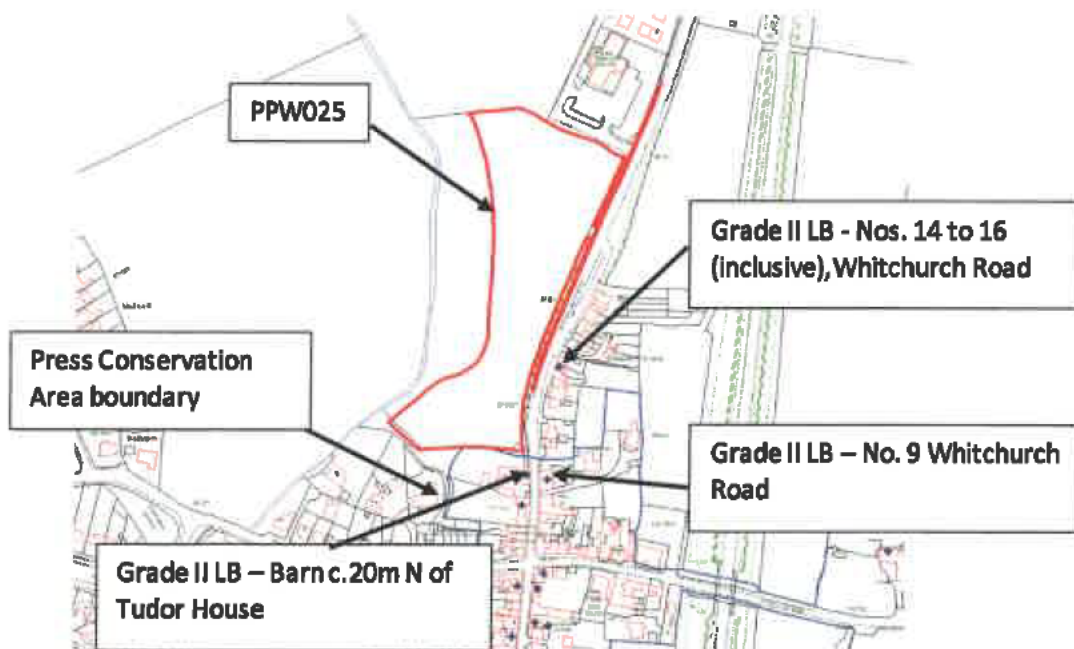 PPW025
Grade II LB - Nos. 14 to 16
(inclusive), Whitchurch Road
Press Conservation
Area boundary
Grade II LB – No. 9 Whitchurch
Road
Grade II LB – Barn c.20m N of
Tudor House